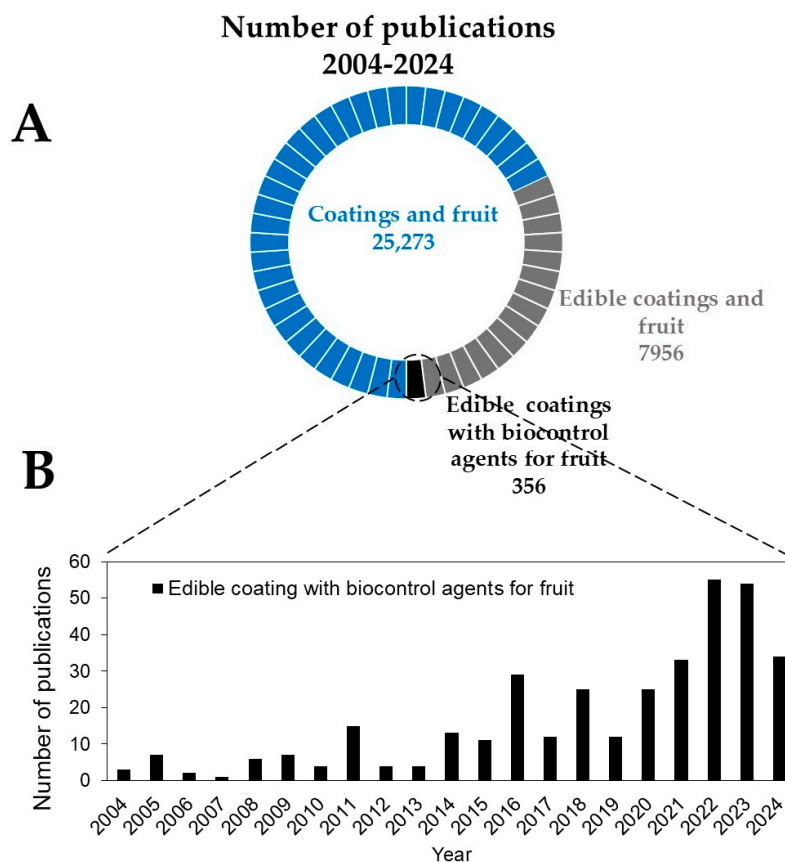 Number of publications
2004-2024
A
Coatings and fruit
25,273
Edible coatings and
fruit
7956
Edible coatings
with biocontrol
agents for fruit
356
B
Number of publications
60
50
40
30
20
10
0
Edible coating with biocontrol agents for fruit
2004
2005
2006
2007
2008
2009
2010
2011
2012
2013
2014
2015
2016
2017
2018
2019
2020
2021
2022
2023
2024
Year